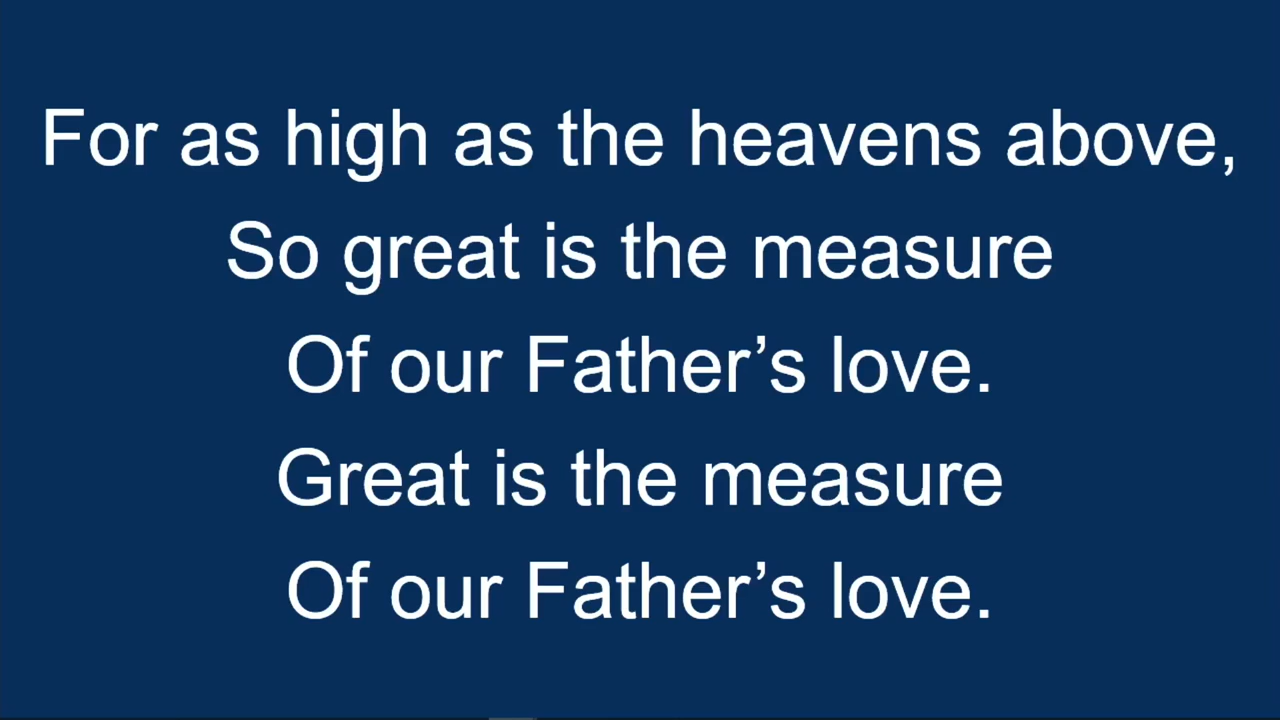 For as high as the heavens above,
So great is the measure
Of our Father’s love.
Great is the measure
Of our Father’s love.